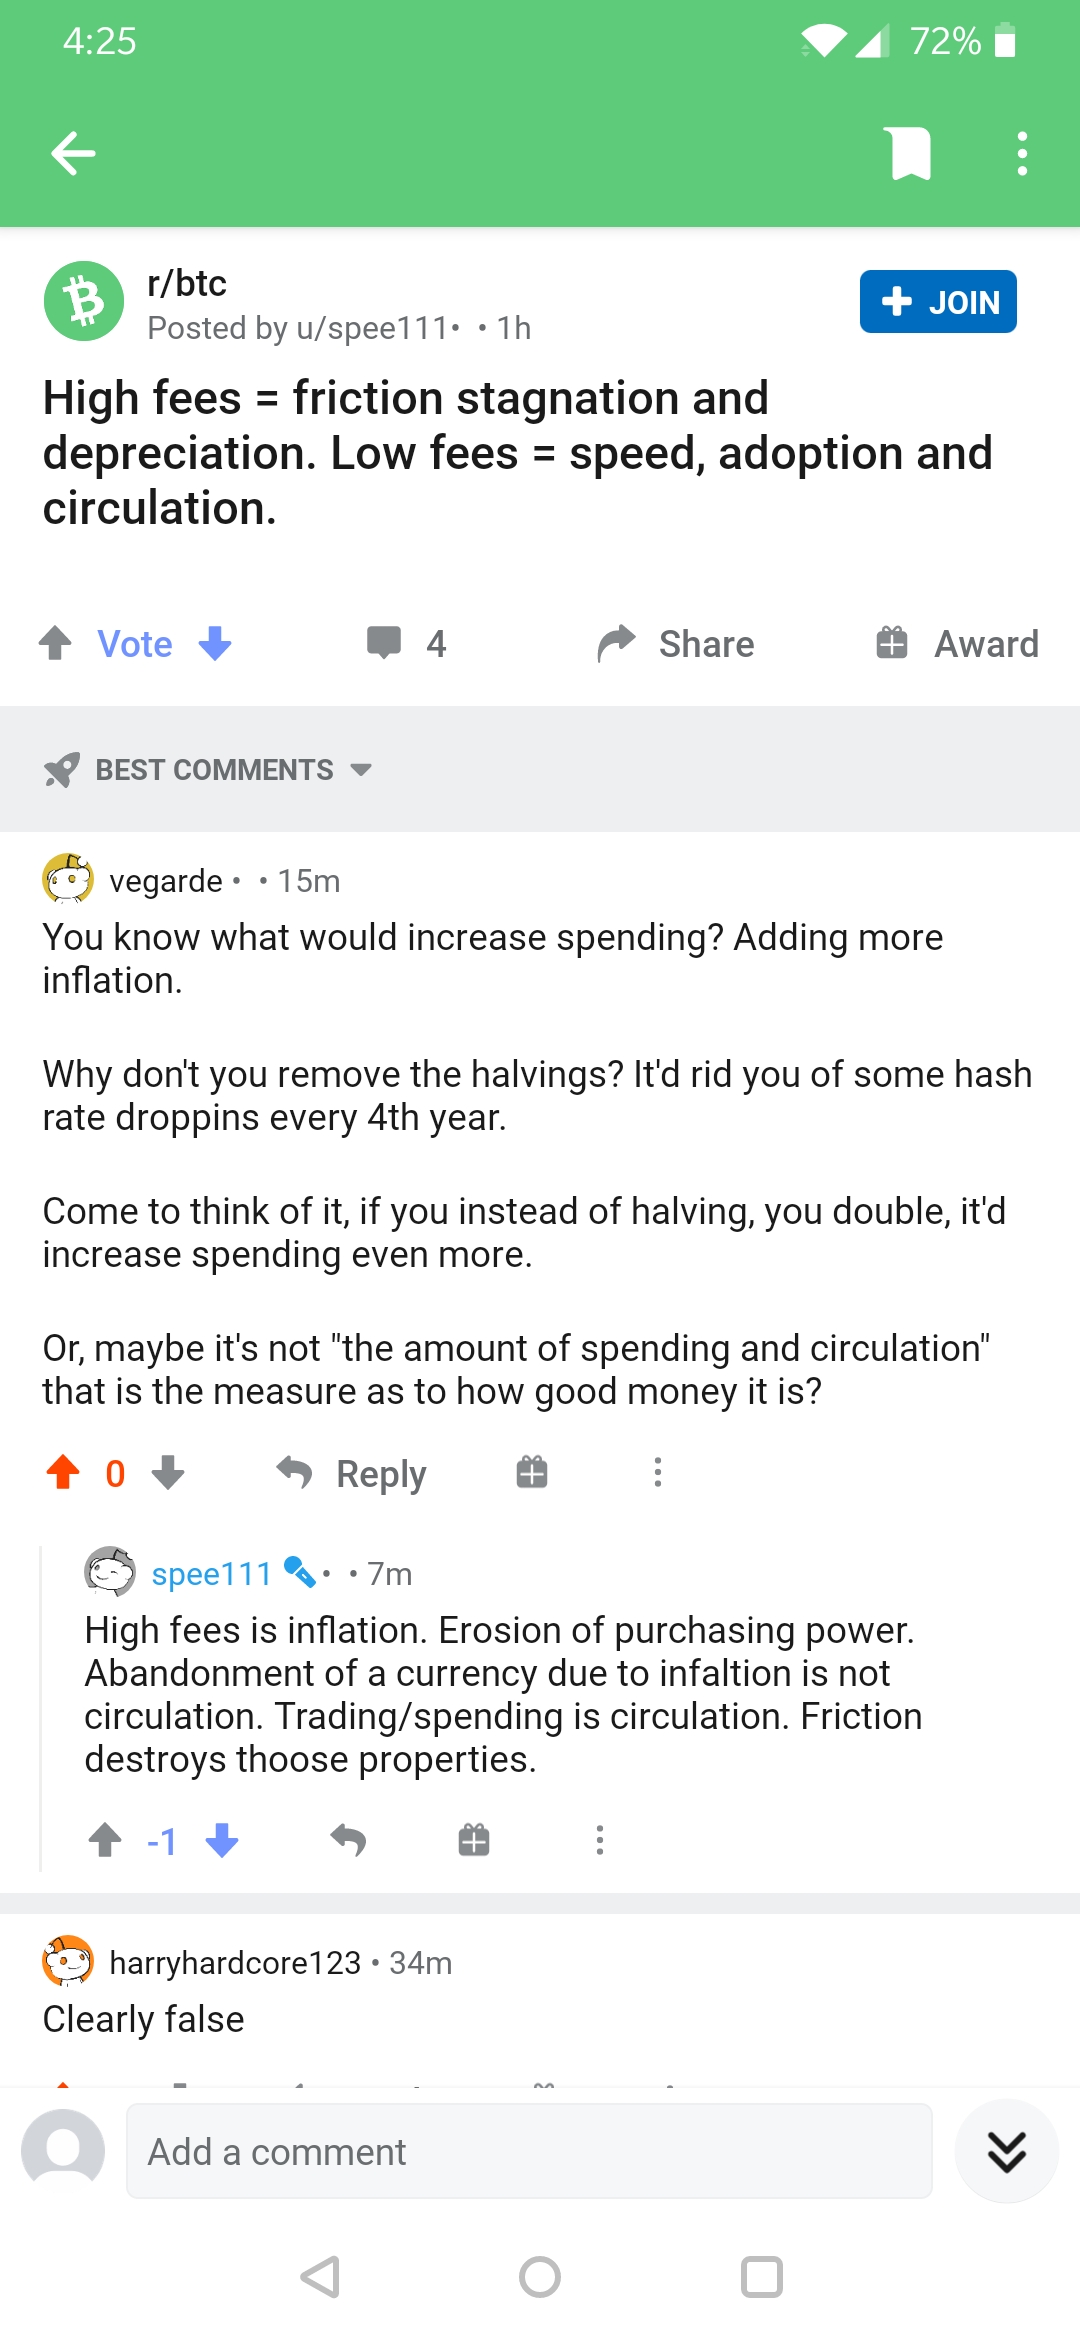 4:25
72%
r/btc
Posted by u/spee111• • 1h
+ JOIN
High fees = friction stagnation and
depreciation. Low fees = speed, adoption and
circulation.
Vote
4
Share
Award
BEST COMMENTS
vegarde • • 15m
You know what would increase spending? Adding more
inflation.
Why don't you remove the halvings? It'd rid you of some hash
rate droppins every 4th year.
Come to think of it, if you instead of halving, you double, it'd
increase spending even more.
Or, maybe it's not "the amount of spending and circulation"
that is the measure as to how good money it is?
0
Reply
spee111 • • 7m
High fees is inflation. Erosion of purchasing power.
Abandonment of a currency due to infaltion is not
circulation. Trading/spending is circulation. Friction
destroys thoose properties.
-1
harryhardcore123 • 34m
Clearly false
Add a comment